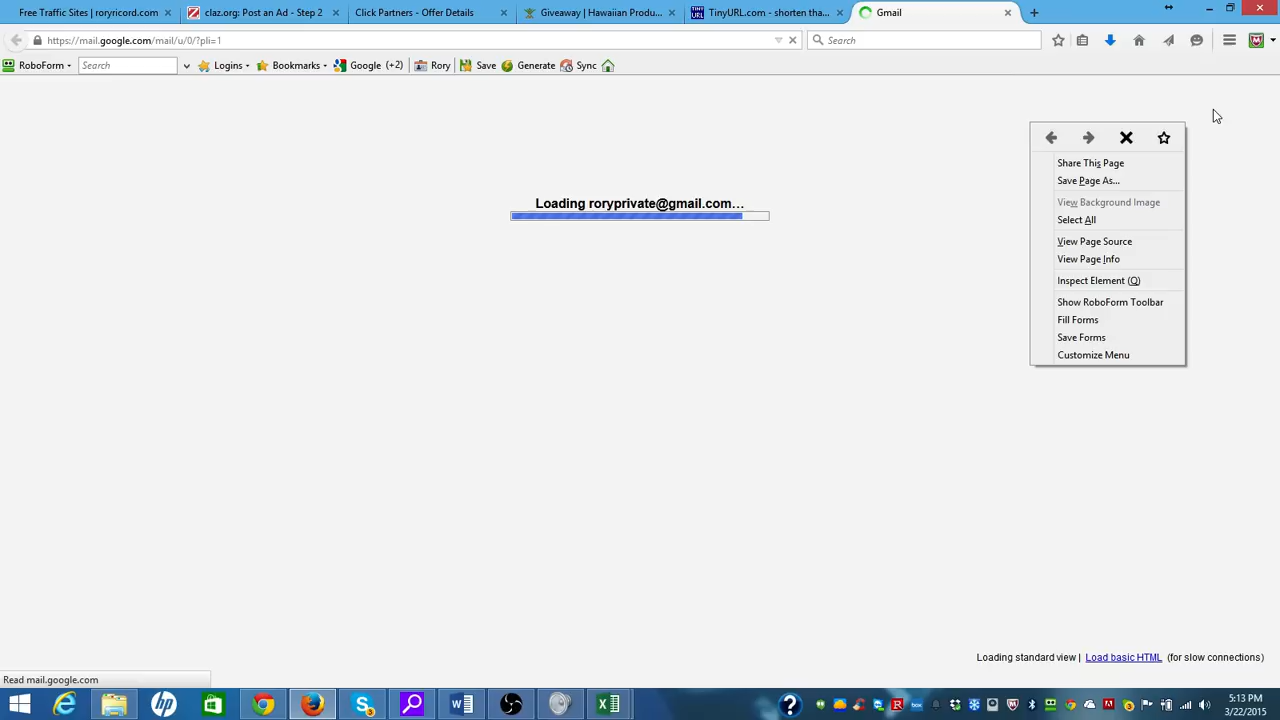 Free Traffic Sites | roryricord.com
claz.org: Post an Ad - Step 2
Click Partners - Offer Details
Giveaway | Hawaiian Produ...
TinyURL.com - shorten tha...
Gmail
https://mail.google.com/mail/u/0/?pli=1
Search
RoboForm
Search
Logins
Bookmarks
Google (+2)
Rory
Save
Generate
Sync
Share This Page
Save Page As...
View Background Image
Select All
View Page Source
View Page Info
Inspect Element (Q)
Show RoboForm Toolbar
Fill Forms
Save Forms
Customize Menu
Loading roryprivate@gmail.com…
Loading standard view | Load basic HTML (for slow connections)
Read mail.google.com
5:13 PM
3/22/2015